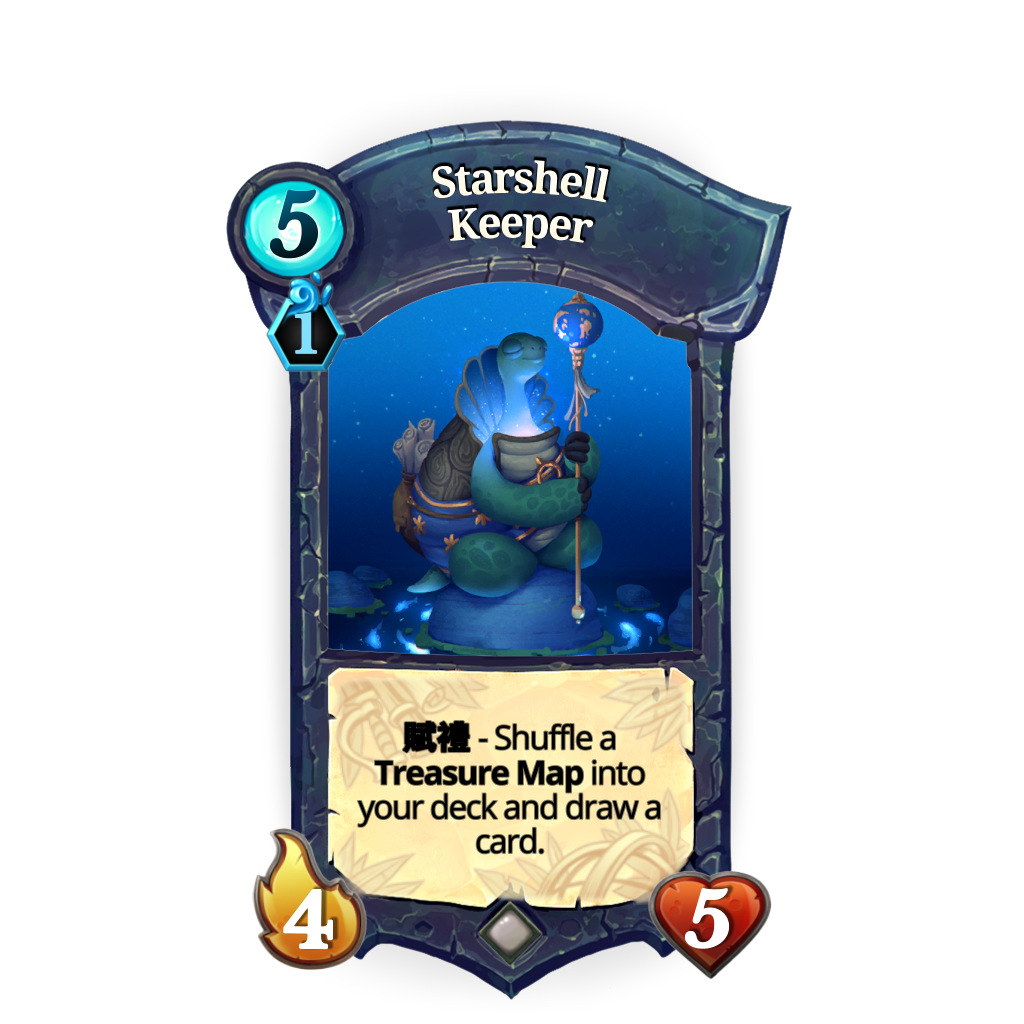 Starshell
Keeper
5
1
賦禮 - Shuffle a
Treasure Map into
your deck and draw a
card.
4
5